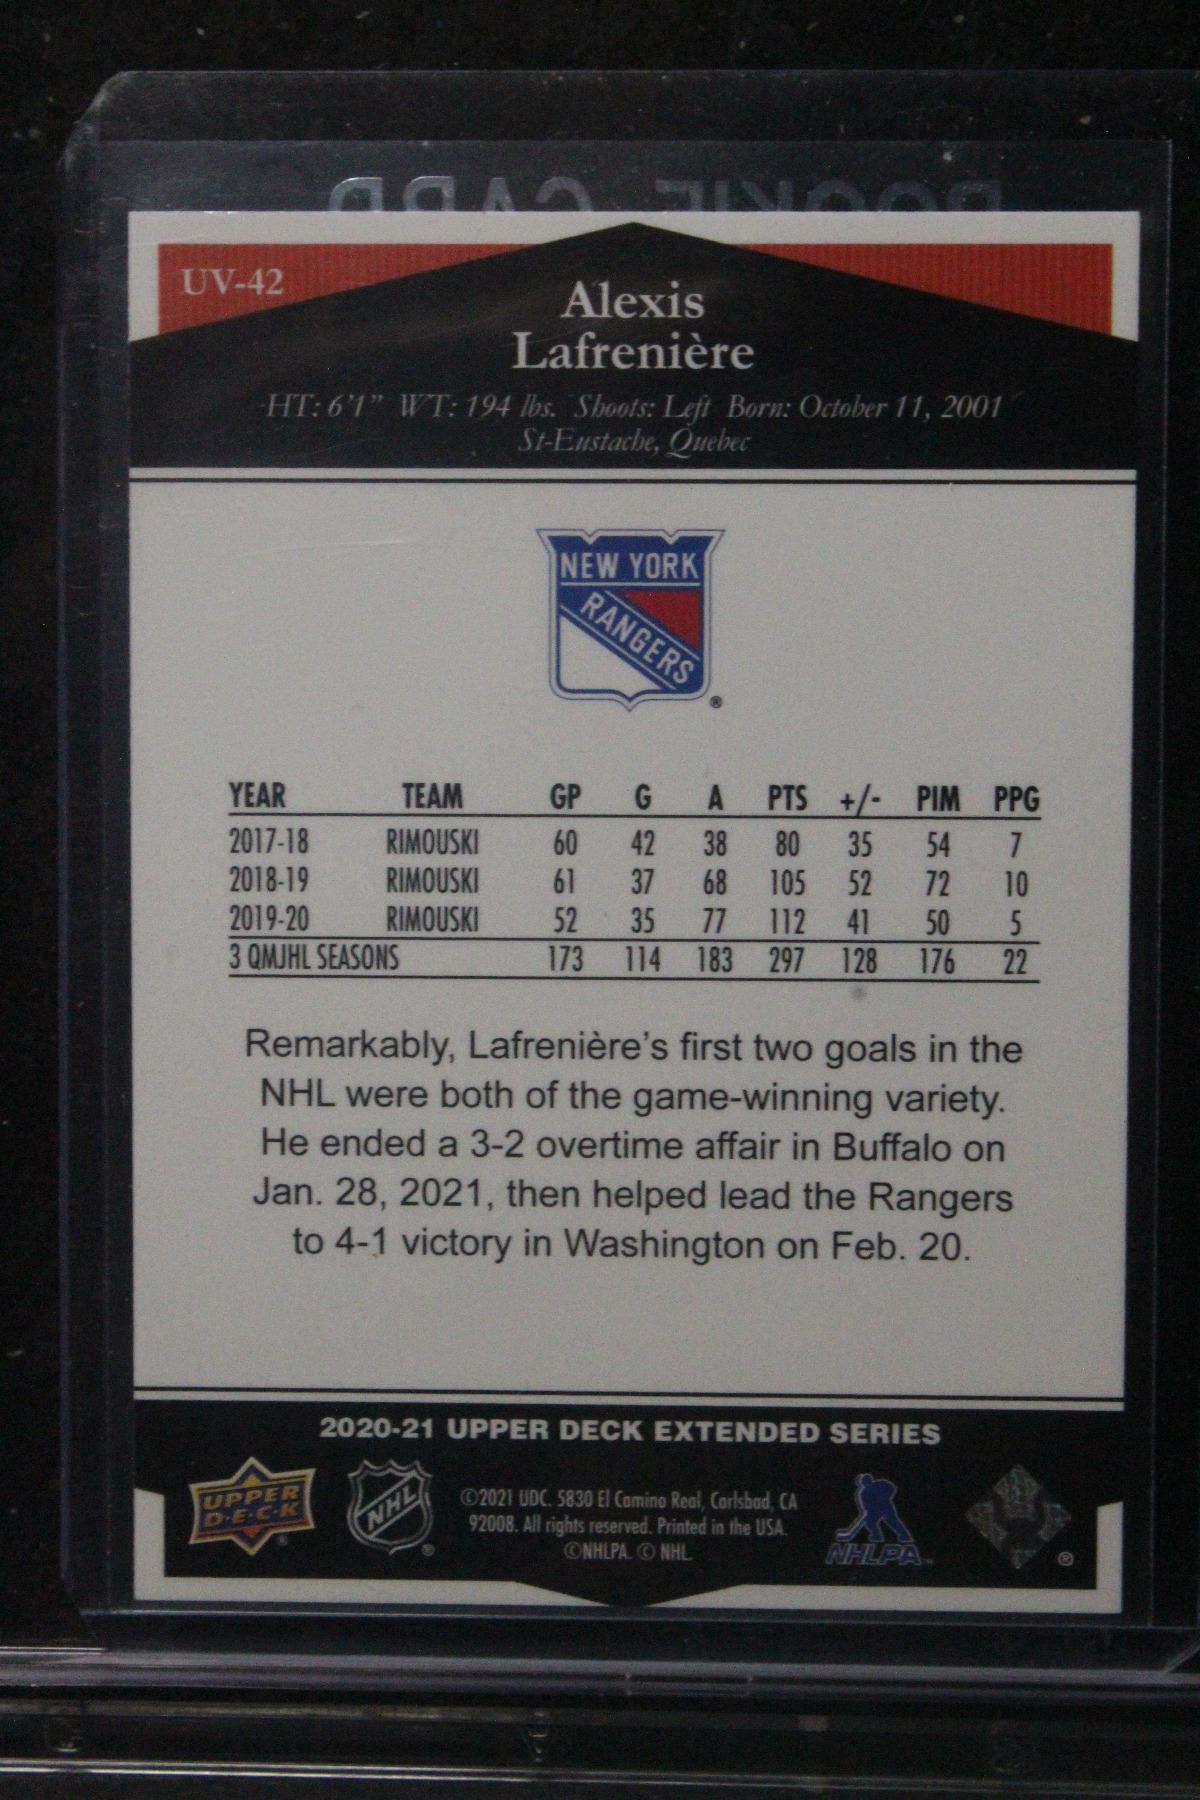 ROOKIE CARD
UV-42
Alexis
Lafrenière
HT: 6'1" WT: 194 lbs. Shoots: Left Born: October 11, 2001
St-Eustache, Quebec
NEW YORK
RANGERS
®
YEAR TEAM GP G A PTS +/- PIM PPG
2017-18 RIMOUSKI 60 42 38 80 35 54 7
2018-19 RIMOUSKI 61 37 68 105 52 72 10
2019-20 RIMOUSKI 52 35 77 112 41 50 5
3 QMJHL SEASONS 173 114 183 297 128 176 22
Remarkably, Lafrenière's first two goals in the
NHL were both of the game-winning variety.
He ended a 3-2 overtime affair in Buffalo on
Jan. 28, 2021, then helped lead the Rangers
to 4-1 victory in Washington on Feb. 20.
2020-21 UPPER DECK EXTENDED SERIES
UPPER
D·E·C·K
®
NHL
®
©2021 UDC. 5830 El Camino Real, Carlsbad, CA
92008. All rights reserved. Printed in the USA.
©NHLPA. © NHL.
NHLPA™
®